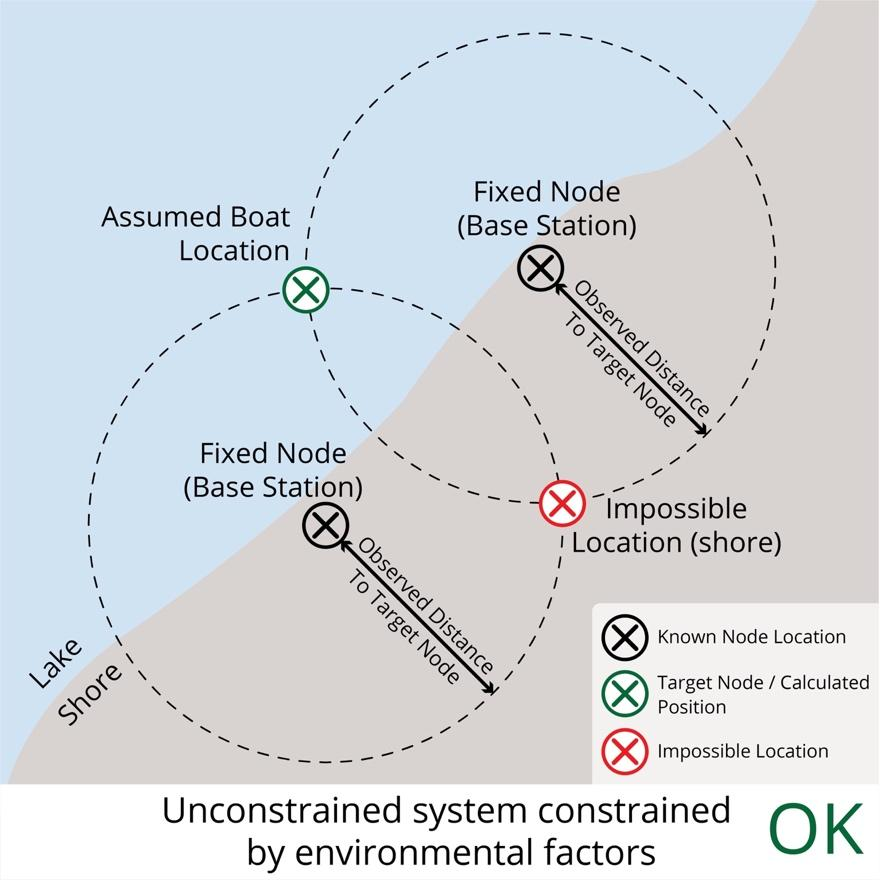 Fixed Node
(Base Station)
Assumed Boat
Location
Observed Distance
To Target Node
Fixed Node
(Base Station)
Impossible
Location (shore)
Observed Distance
To Target Node
Lake
Shore
Known Node Location
Target Node / Calculated
Position
Impossible Location
Unconstrained system constrained
by environmental factors
OK